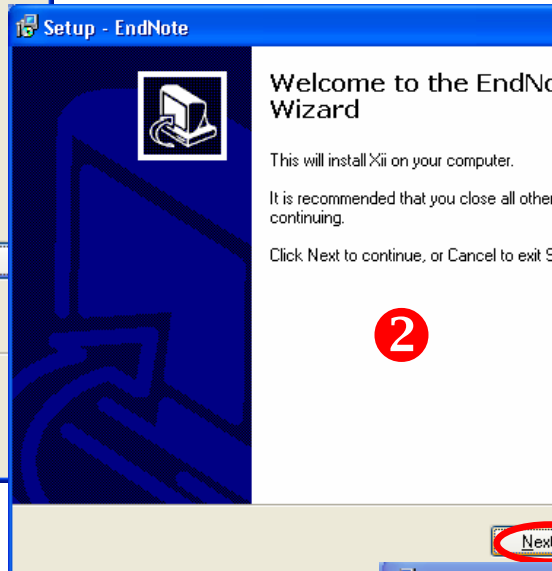 Setup - EndNote
Welcome to the EndNo
Wizard
This will install Xii on your computer.
It is recommended that you close all other
continuing.
Click Next to continue, or Cancel to exit S
2
Next